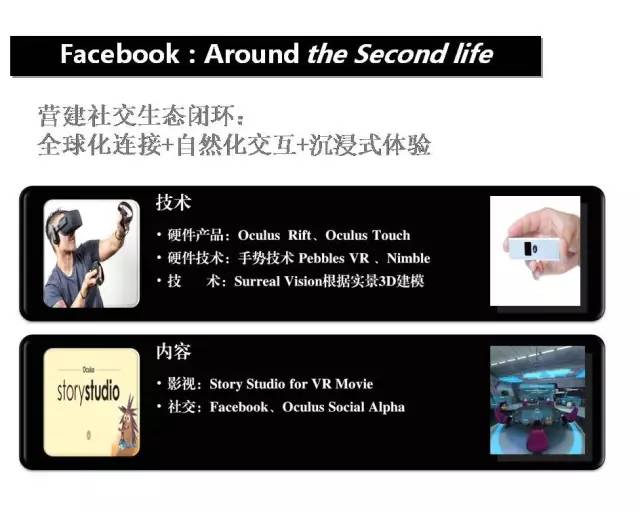 Facebook：Around the Second life
营建社交生态闭环：
全球化连接+自然化交互+沉浸式体验
技术
• 硬件产品：Oculus Rift、Oculus Touch
• 硬件技术：手势技术 Pebbles VR 、Nimble
• 技 术：Surreal Vision根据实景3D建模
内容
Oculus
storystudio
• 影视：Story Studio for VR Movie
• 社交：Facebook、Oculus Social Alpha